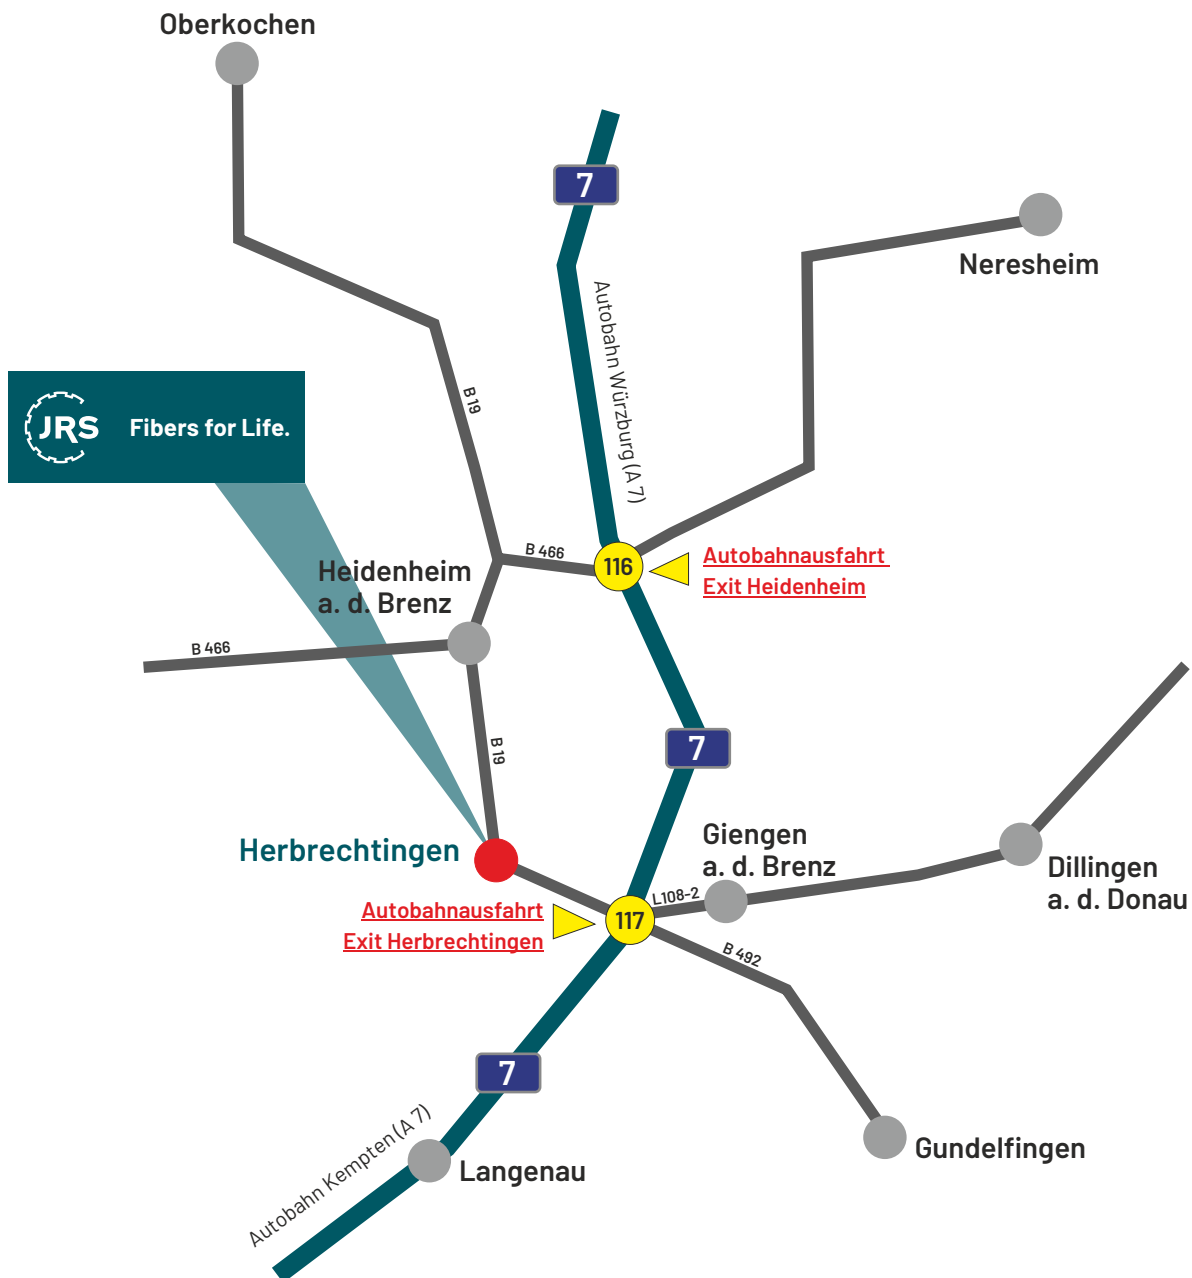 Oberkochen
7
Neresheim
Autobahn Würzburg (A 7)
B 19
JRS
Fibers for Life.
B 466
116
Autobahnausfahrt
Exit Heidenheim
Heidenheim
a. d. Brenz
B 466
B 19
7
Giengen
a. d. Brenz
Herbrechtingen
Dillingen
a. d. Donau
L108-2
Autobahnausfahrt
Exit Herbrechtingen
117
B 492
7
Autobahn Kempten (A 7)
Gundelfingen
Langenau